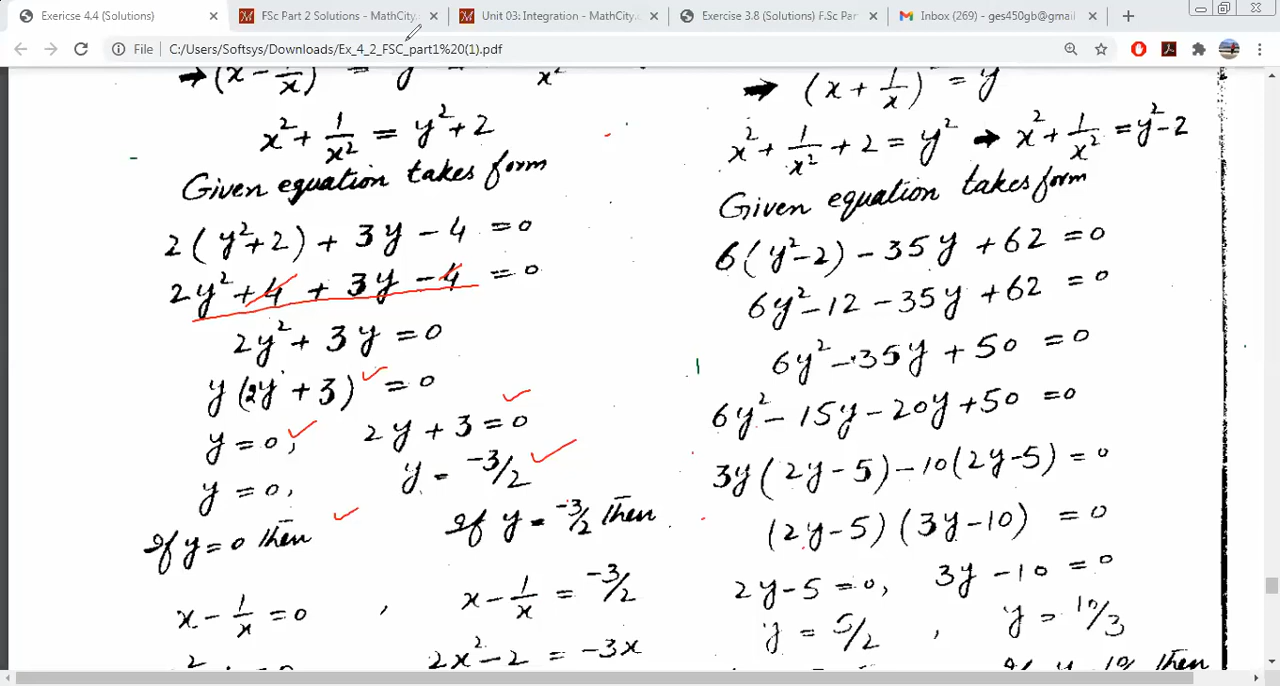 Exericse 4.4 (Solutions)
FSc Part 2 Solutions - MathCity.
Unit 03: Integration - MathCity.
Exercise 3.8 (Solutions) F.Sc Par
Inbox (269) - ges450gb@gmail
File C:/Users/Softsys/Downloads/Ex_4_2_FSC_part1%20(1).pdf
x² + 1/x² = y² + 2
Given equation takes form
2(y²+2) + 3y - 4 = 0
2y² + 4 + 3y - 4 = 0
2y² + 3y = 0
y(2y + 3) = 0
y = 0, 2y + 3 = 0
y = 0, y = -3/2
If y = 0 then If y = -3/2 then
x - 1/x = 0 , x - 1/x = -3/2
2x² - 2 = -3x
→ (x + 1/x)² = y
x² + 1/x² + 2 = y² → x² + 1/x² = y² - 2
Given equation takes form
6(y²-2) - 35y + 62 = 0
6y² - 12 - 35y + 62 = 0
6y² - 35y + 50 = 0
6y² - 15y - 20y + 50 = 0
3y(2y - 5) - 10(2y - 5) = 0
(2y - 5)(3y - 10) = 0
2y - 5 = 0, 3y - 10 = 0
y = 5/2 , y = 10/3